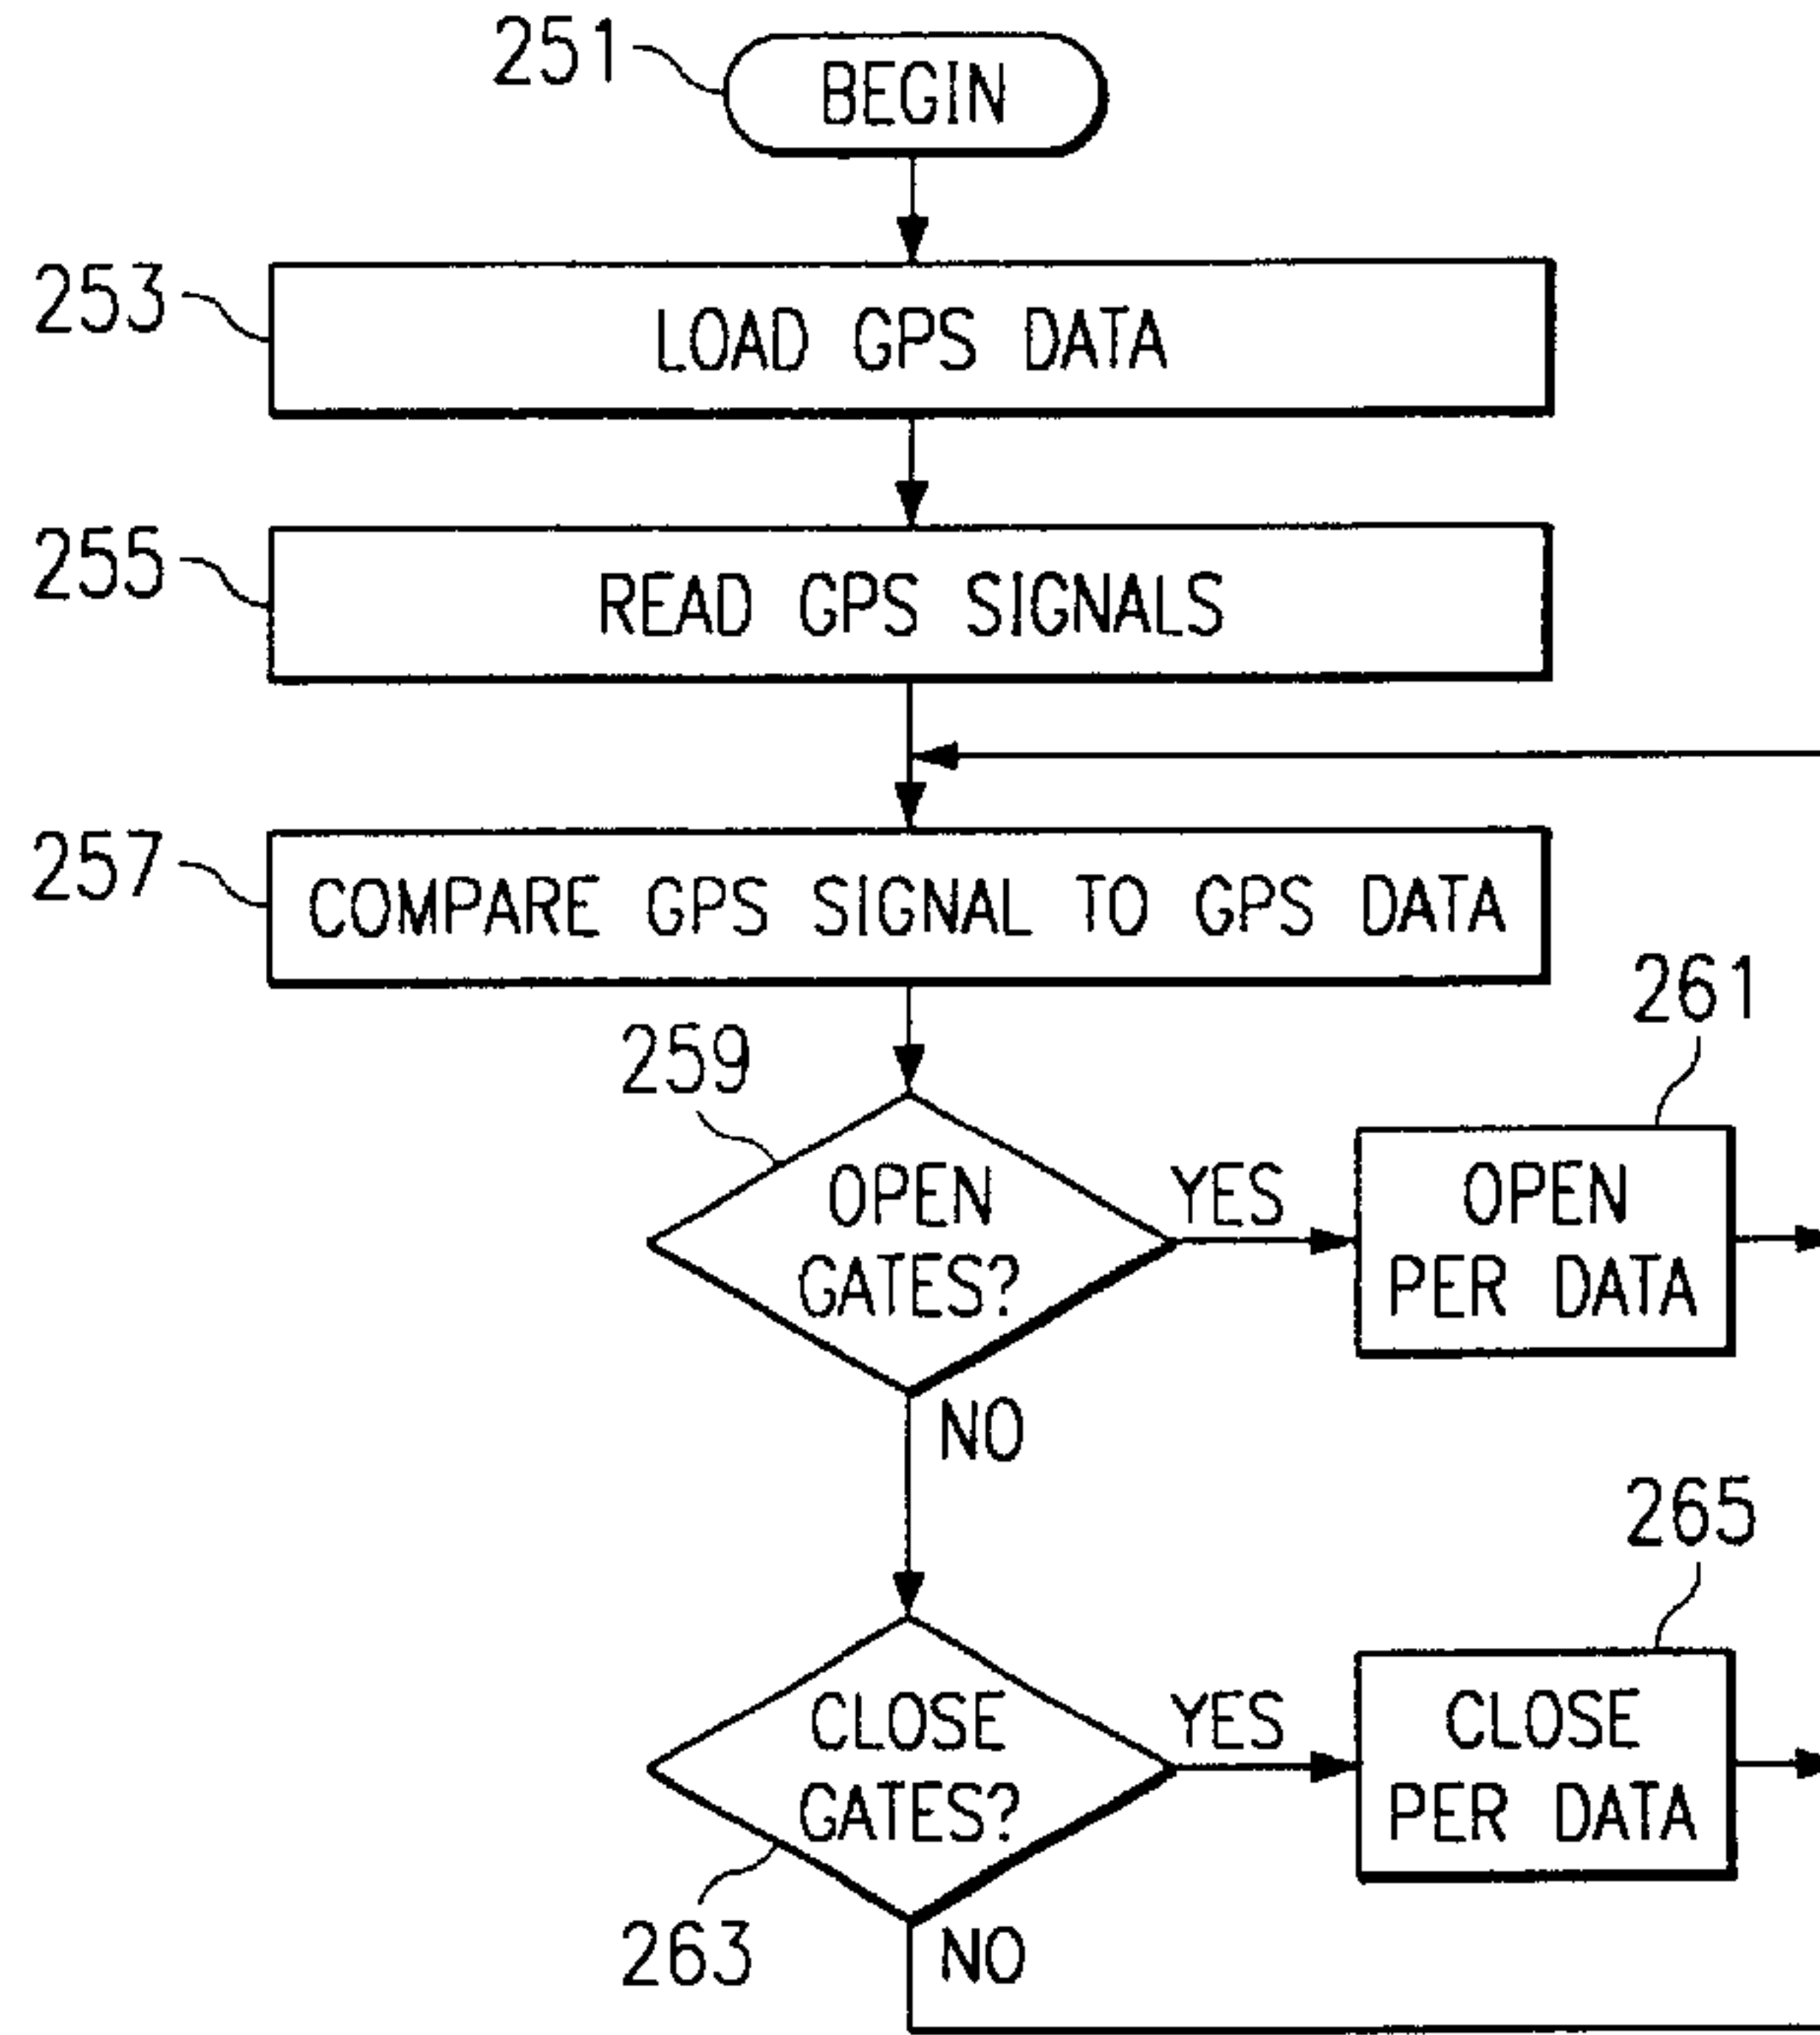 251
BEGIN
253
LOAD GPS DATA
255
READ GPS SIGNALS
257
COMPARE GPS SIGNAL TO GPS DATA
259
OPEN
GATES?
YES
261
OPEN
PER DATA
NO
263
CLOSE
GATES?
YES
265
CLOSE
PER DATA
NO